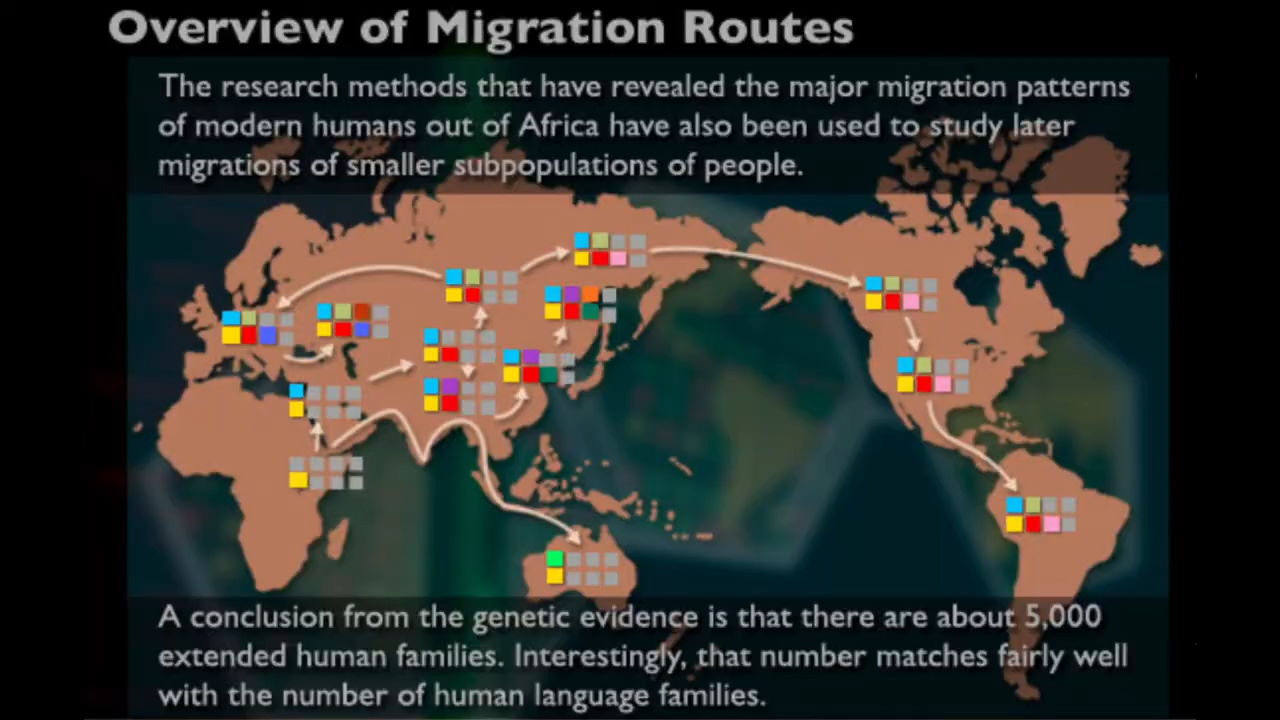 Overview of Migration Routes
The research methods that have revealed the major migration patterns
of modern humans out of Africa have also been used to study later
migrations of smaller subpopulations of people.
A conclusion from the genetic evidence is that there are about 5,000
extended human families. Interestingly, that number matches fairly well
with the number of human language families.